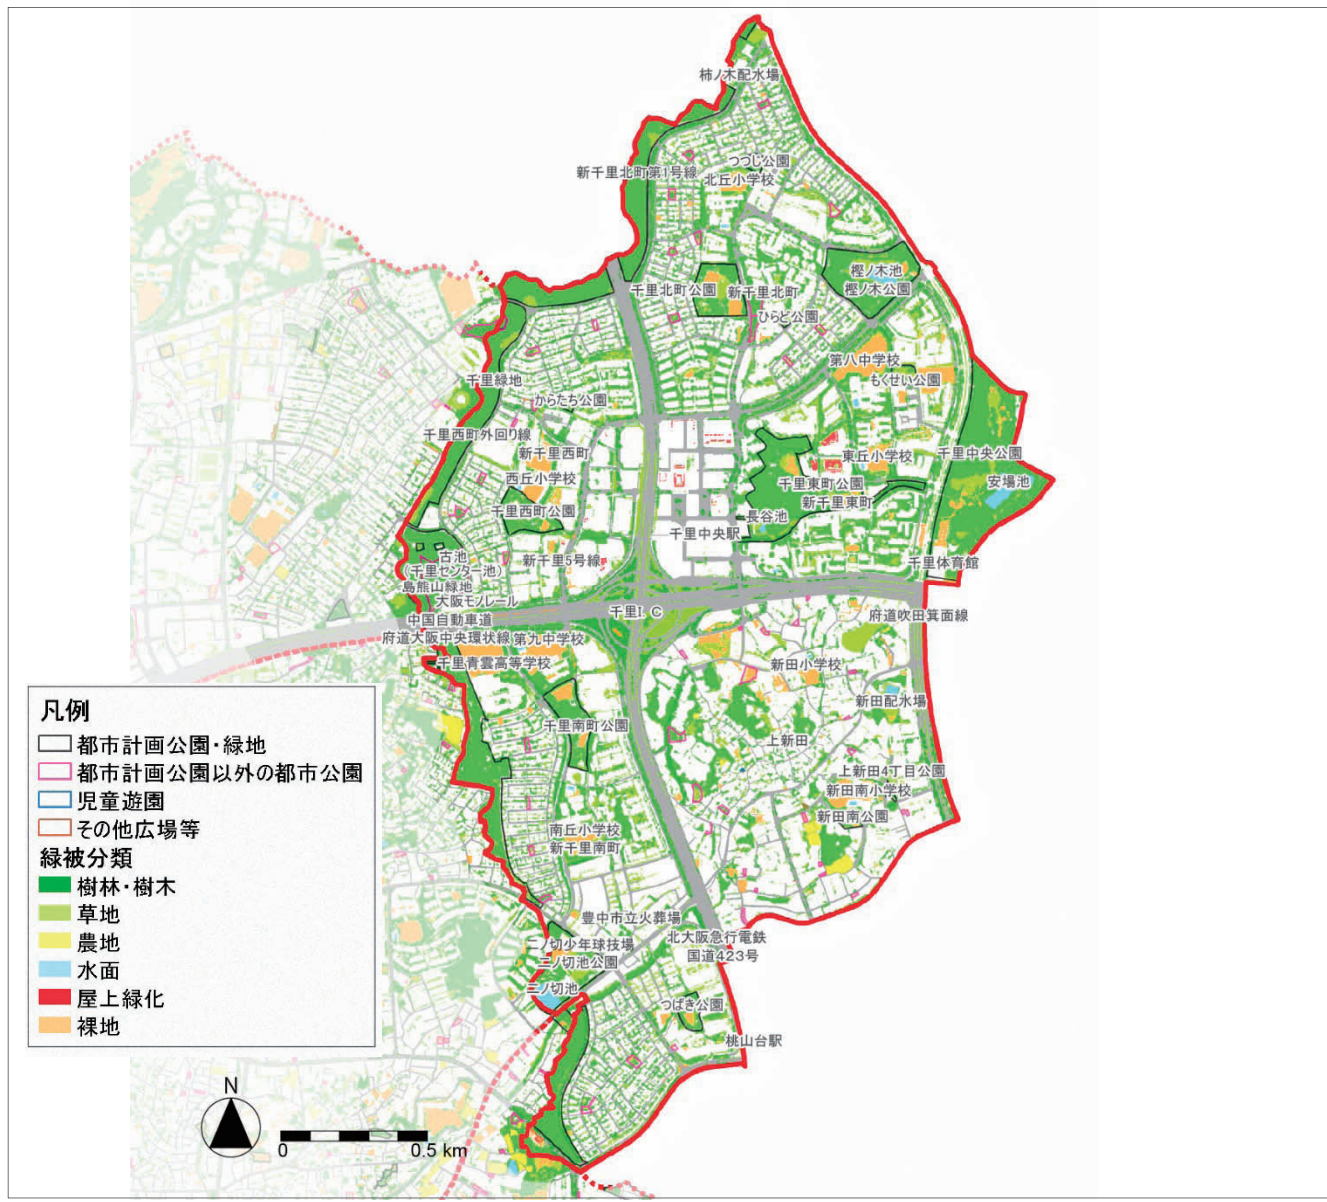 柿ノ木配水場
つつじ公園
新千里北町第1号線
北丘小学校
樫ノ木池
樫ノ木公園
千里北町公園
新千里北町
ひらど公園
第八中学校
もくせい公園
千里緑地
からたち公園
千里西町外回り線
新千里西町
東丘小学校
千里中央公園
西丘小学校
千里東町公園
安場池
千里西町公園
新千里東町
長谷池
千里中央駅
古池
(千里センター池)
新千里5号線
千里体育館
島熊山緑地
大阪モノレール
千里I.C
中国自動車道
府道吹田箕面線
府道大阪中央環状線
第九中学校
千里青雲高等学校
新田小学校
新田配水場
千里南町公園
上新田
上新田4丁目公園
新田南小学校
新田南公園
南丘小学校
新千里南町
豊中市立火葬場
二ノ切少年球技場
北大阪急行電鉄
国道423号
二ノ切池公園
二ノ切池
つばき公園
桃山台駅
凡例
都市計画公園・緑地
都市計画公園以外の都市公園
児童遊園
その他広場等
緑被分類
樹林・樹木
草地
農地
水面
屋上緑化
裸地
N
0
0.5 km